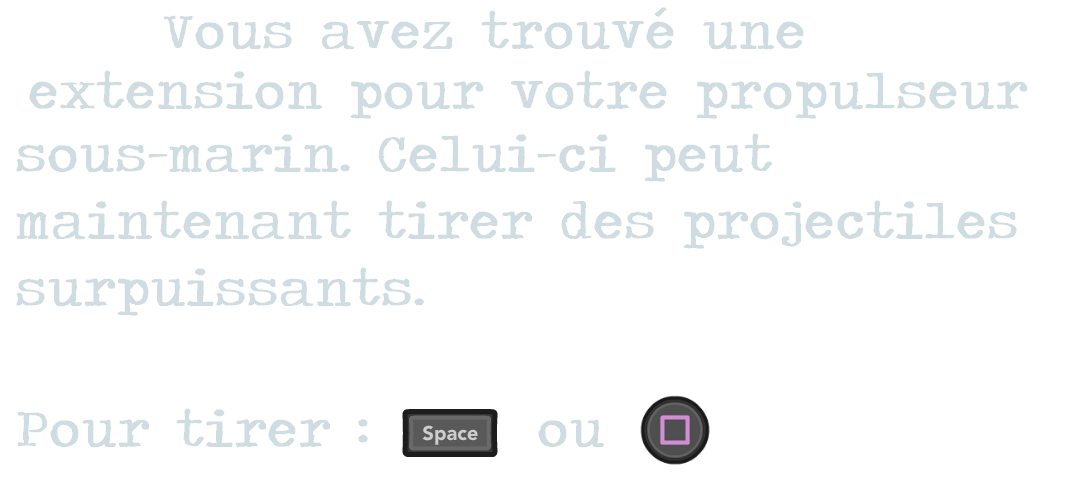 Vous avez trouvé une
extension pour votre propulseur
sous-marin. Celui-ci peut
maintenant tirer des projectiles
surpuissants.
Pour tirer : Space ou